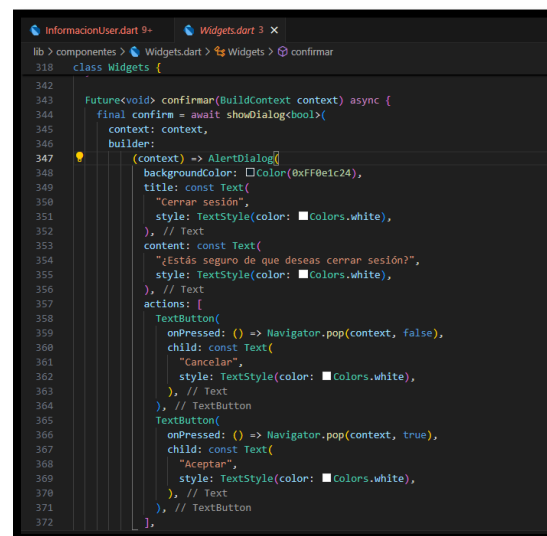 InformacionUser.dart 9+ Widgets.dart 3 ×
lib > componentes > Widgets.dart > Widgets > confirmar
318 class Widgets {
342
343 Future<void> confirmar(BuildContext context) async {
344 final confirm = await showDialog<bool>(
345 context: context,
346 builder:
347 (context) => AlertDialog(
348 backgroundColor: Color(0xFF0e1c24),
349 title: const Text(
350 "Cerrar sesión",
351 style: TextStyle(color: Colors.white),
352 ), // Text
353 content: const Text(
354 "¿Estás seguro de que deseas cerrar sesión?",
355 style: TextStyle(color: Colors.white),
356 ), // Text
357 actions: [
358 TextButton(
359 onPressed: () => Navigator.pop(context, false),
360 child: const Text(
361 "Cancelar",
362 style: TextStyle(color: Colors.white),
363 ), // Text
364 ), // TextButton
365 TextButton(
366 onPressed: () => Navigator.pop(context, true),
367 child: const Text(
368 "Aceptar",
369 style: TextStyle(color: Colors.white),
370 ), // Text
371 ), // TextButton
372 ],